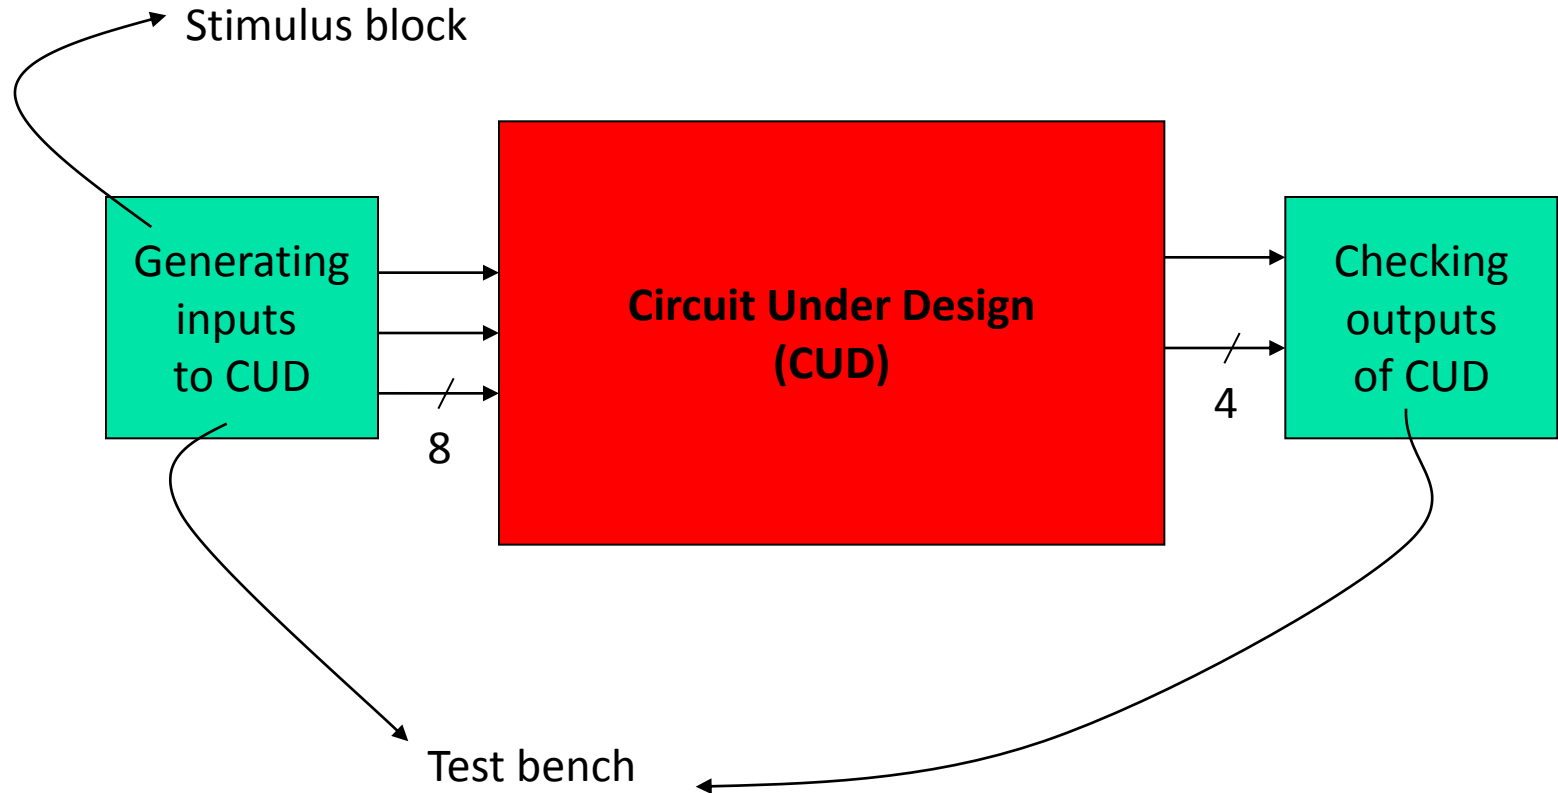 Stimulus block
Generating
inputs
to CUD
8
Circuit Under Design
(CUD)
4
Checking
outputs
of CUD
Test bench